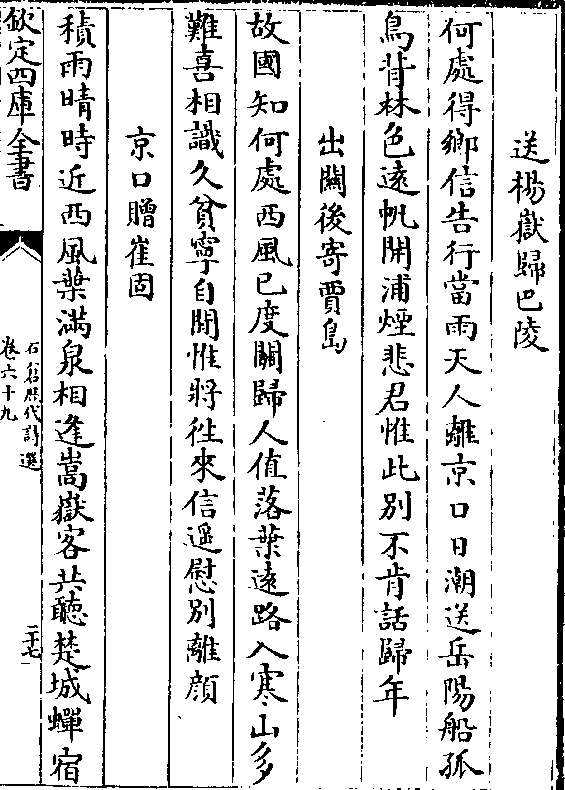 送楊嶽歸巴陵
何處得鄉信告行當雨天人離京口日潮送岳陽船孤
鳥背林色遠帆開浦煙悲君惟此別不肯話歸年
出關後寄賈島
故國知何處西風已度關歸人值落葉遠路入寒山多
難喜相識久貧寧自閒惟將往來信遥慰別離顔
京口贈崔固
積雨晴時近西風葉滿泉相逢嵩嶽客共聽楚城蟬宿
欽定四庫全書
石倉歷代詩選
卷六十九
二十七